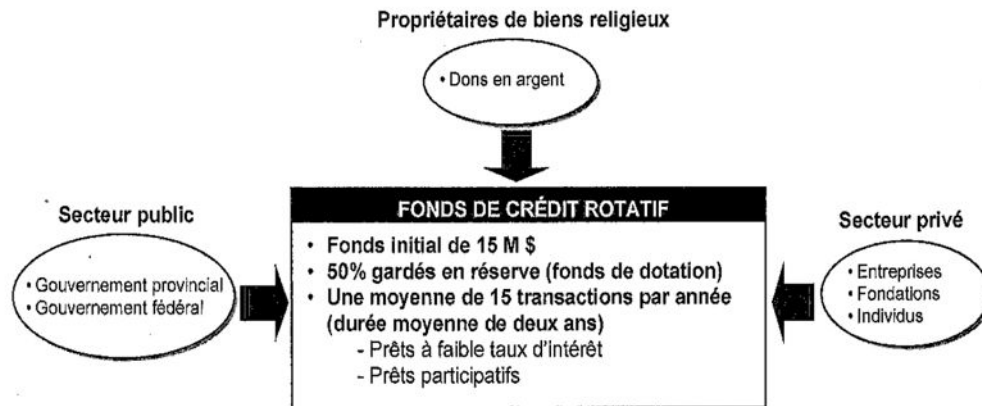 Propriétaires de biens religieux
• Dons en argent
Secteur public
• Gouvernement provincial
• Gouvernement fédéral
FONDS DE CRÉDIT ROTATIF
• Fonds initial de 15 M $
• 50% gardés en réserve (fonds de dotation)
• Une moyenne de 15 transactions par année
(durée moyenne de deux ans)
- Prêts à faible taux d'intérêt
- Prêts participatifs
Secteur privé
• Entreprises
• Fondations
• Individus